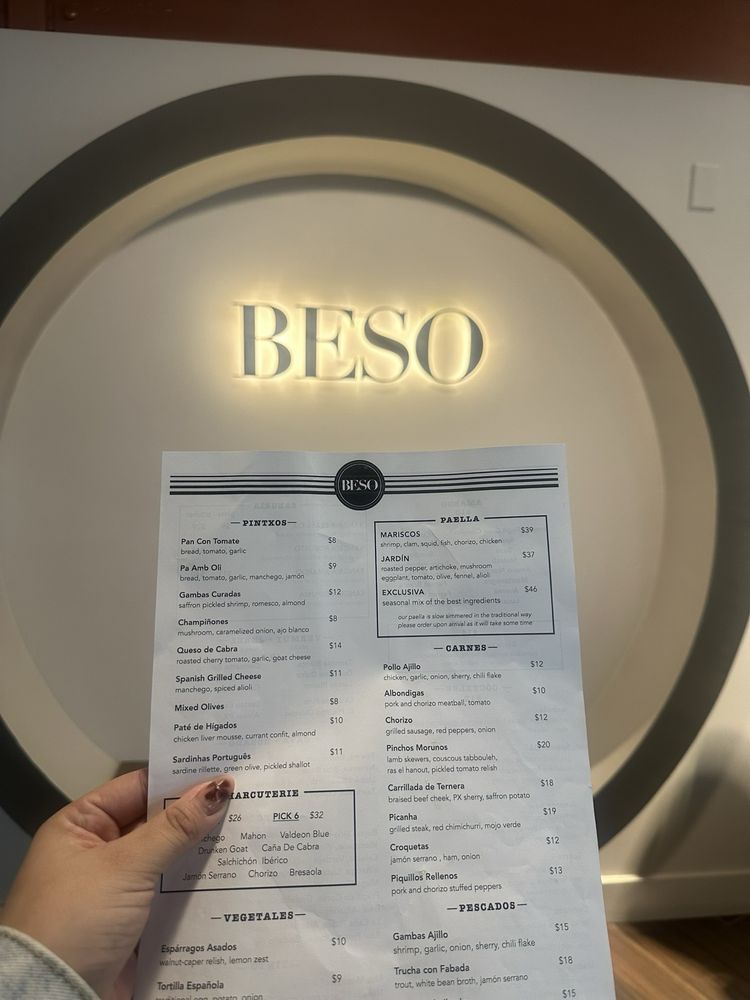 BESO
BESO
—PINTXOS—
Pan Con Tomate $8
bread, tomato, garlic
Pa Amb Oli $9
bread, tomato, garlic, manchego, jamón
Gambas Curadas $12
saffron pickled shrimp, romesco, almond
Champiñones $8
mushroom, caramelized onion, ajo blanco
Queso de Cabra $14
roasted cherry tomato, garlic, goat cheese
Spanish Grilled Cheese $11
manchego, spiced alioli
Mixed Olives $8
Paté de Hígados $10
chicken liver mousse, currant confit, almond
Sardinhas Português $11
sardine rillette, green olive, pickled shallot
$26 PICK 6 $32
Mahon Valdeon Blue
Drunken Goat Caña De Cabra
Salchichón Ibérico
Jamón Serrano Chorizo Bresaola
—VEGETALES—
Espárragos Asados $10
walnut-caper relish, lemon zest
Tortilla Española $9
traditional egg, potato, onion
PAELLA
MARISCOS $39
shrimp, clam, squid, fish, chorizo, chicken
JARDÍN $37
roasted pepper, artichoke, mushroom
eggplant, tomato, olive, fennel, alioli
EXCLUSIVA $46
seasonal mix of the best ingredients
our paella is slow simmered in the traditional way
please order upon arrival as it will take some time
—CARNES—
Pollo Ajillo $12
chicken, garlic, onion, sherry, chili flake
Albondigas $10
pork and chorizo meatball, tomato
Chorizo $12
grilled sausage, red peppers, onion
Pinchos Morunos $20
lamb skewers, couscous tabbouleh,
ras el hanout, pickled tomato relish
Carrillada de Ternera $18
braised beef cheek, PX sherry, saffron potato
Picanha $19
grilled steak, red chimichurri, mojo verde
Croquetas $12
jamón serrano, ham, onion
Piquillos Rellenos $13
pork and chorizo stuffed peppers
—PESCADOS—
Gambas Ajillo $15
shrimp, garlic, onion, sherry, chili flake
Trucha con Fabada $18
trout, white bean broth, jamón serrano
$15